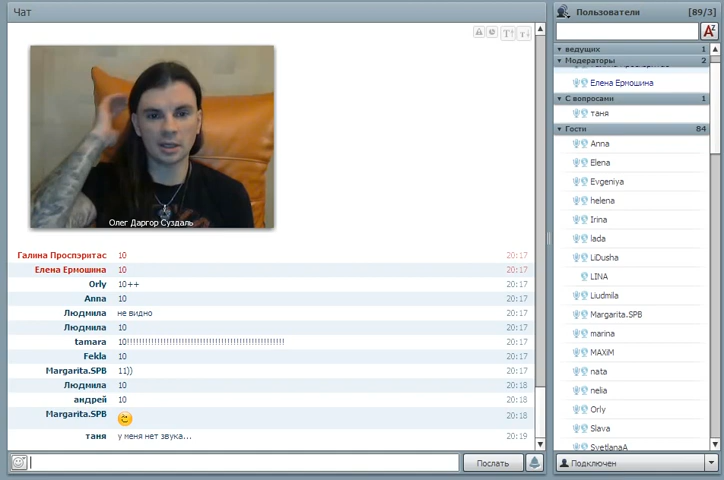 Чат
Олег Даргор Суздаль
Галина Проспэритас 10 20:17
Елена Ермошина 10 20:17
Orly 10++ 20:17
Anna 10 20:17
Людмила не видно 20:17
Людмила 10 20:17
tamara 10!!!!!!!!!!!!!!!!!!!!!!!!!!!!!!!!!!!!!!!!!!!!!!!!!!!! 20:17
Fekla 10 20:17
Margarita.SPB 11)) 20:17
Людмила 10 20:18
андрей 10 20:18
Margarita.SPB 20:18
таня у меня нет звука... 20:19
Послать
Пользователи [89/3]
ведущих 1
Модераторы 2
Елена Ермошина
С вопросами 1
таня
Гости 84
Anna
Elena
Evgeniya
helena
Irina
lada
LiDusha
LINA
Liudmila
Margarita.SPB
marina
MAXiM
nata
nelia
Orly
Slava
SvetlanaA
Подключен